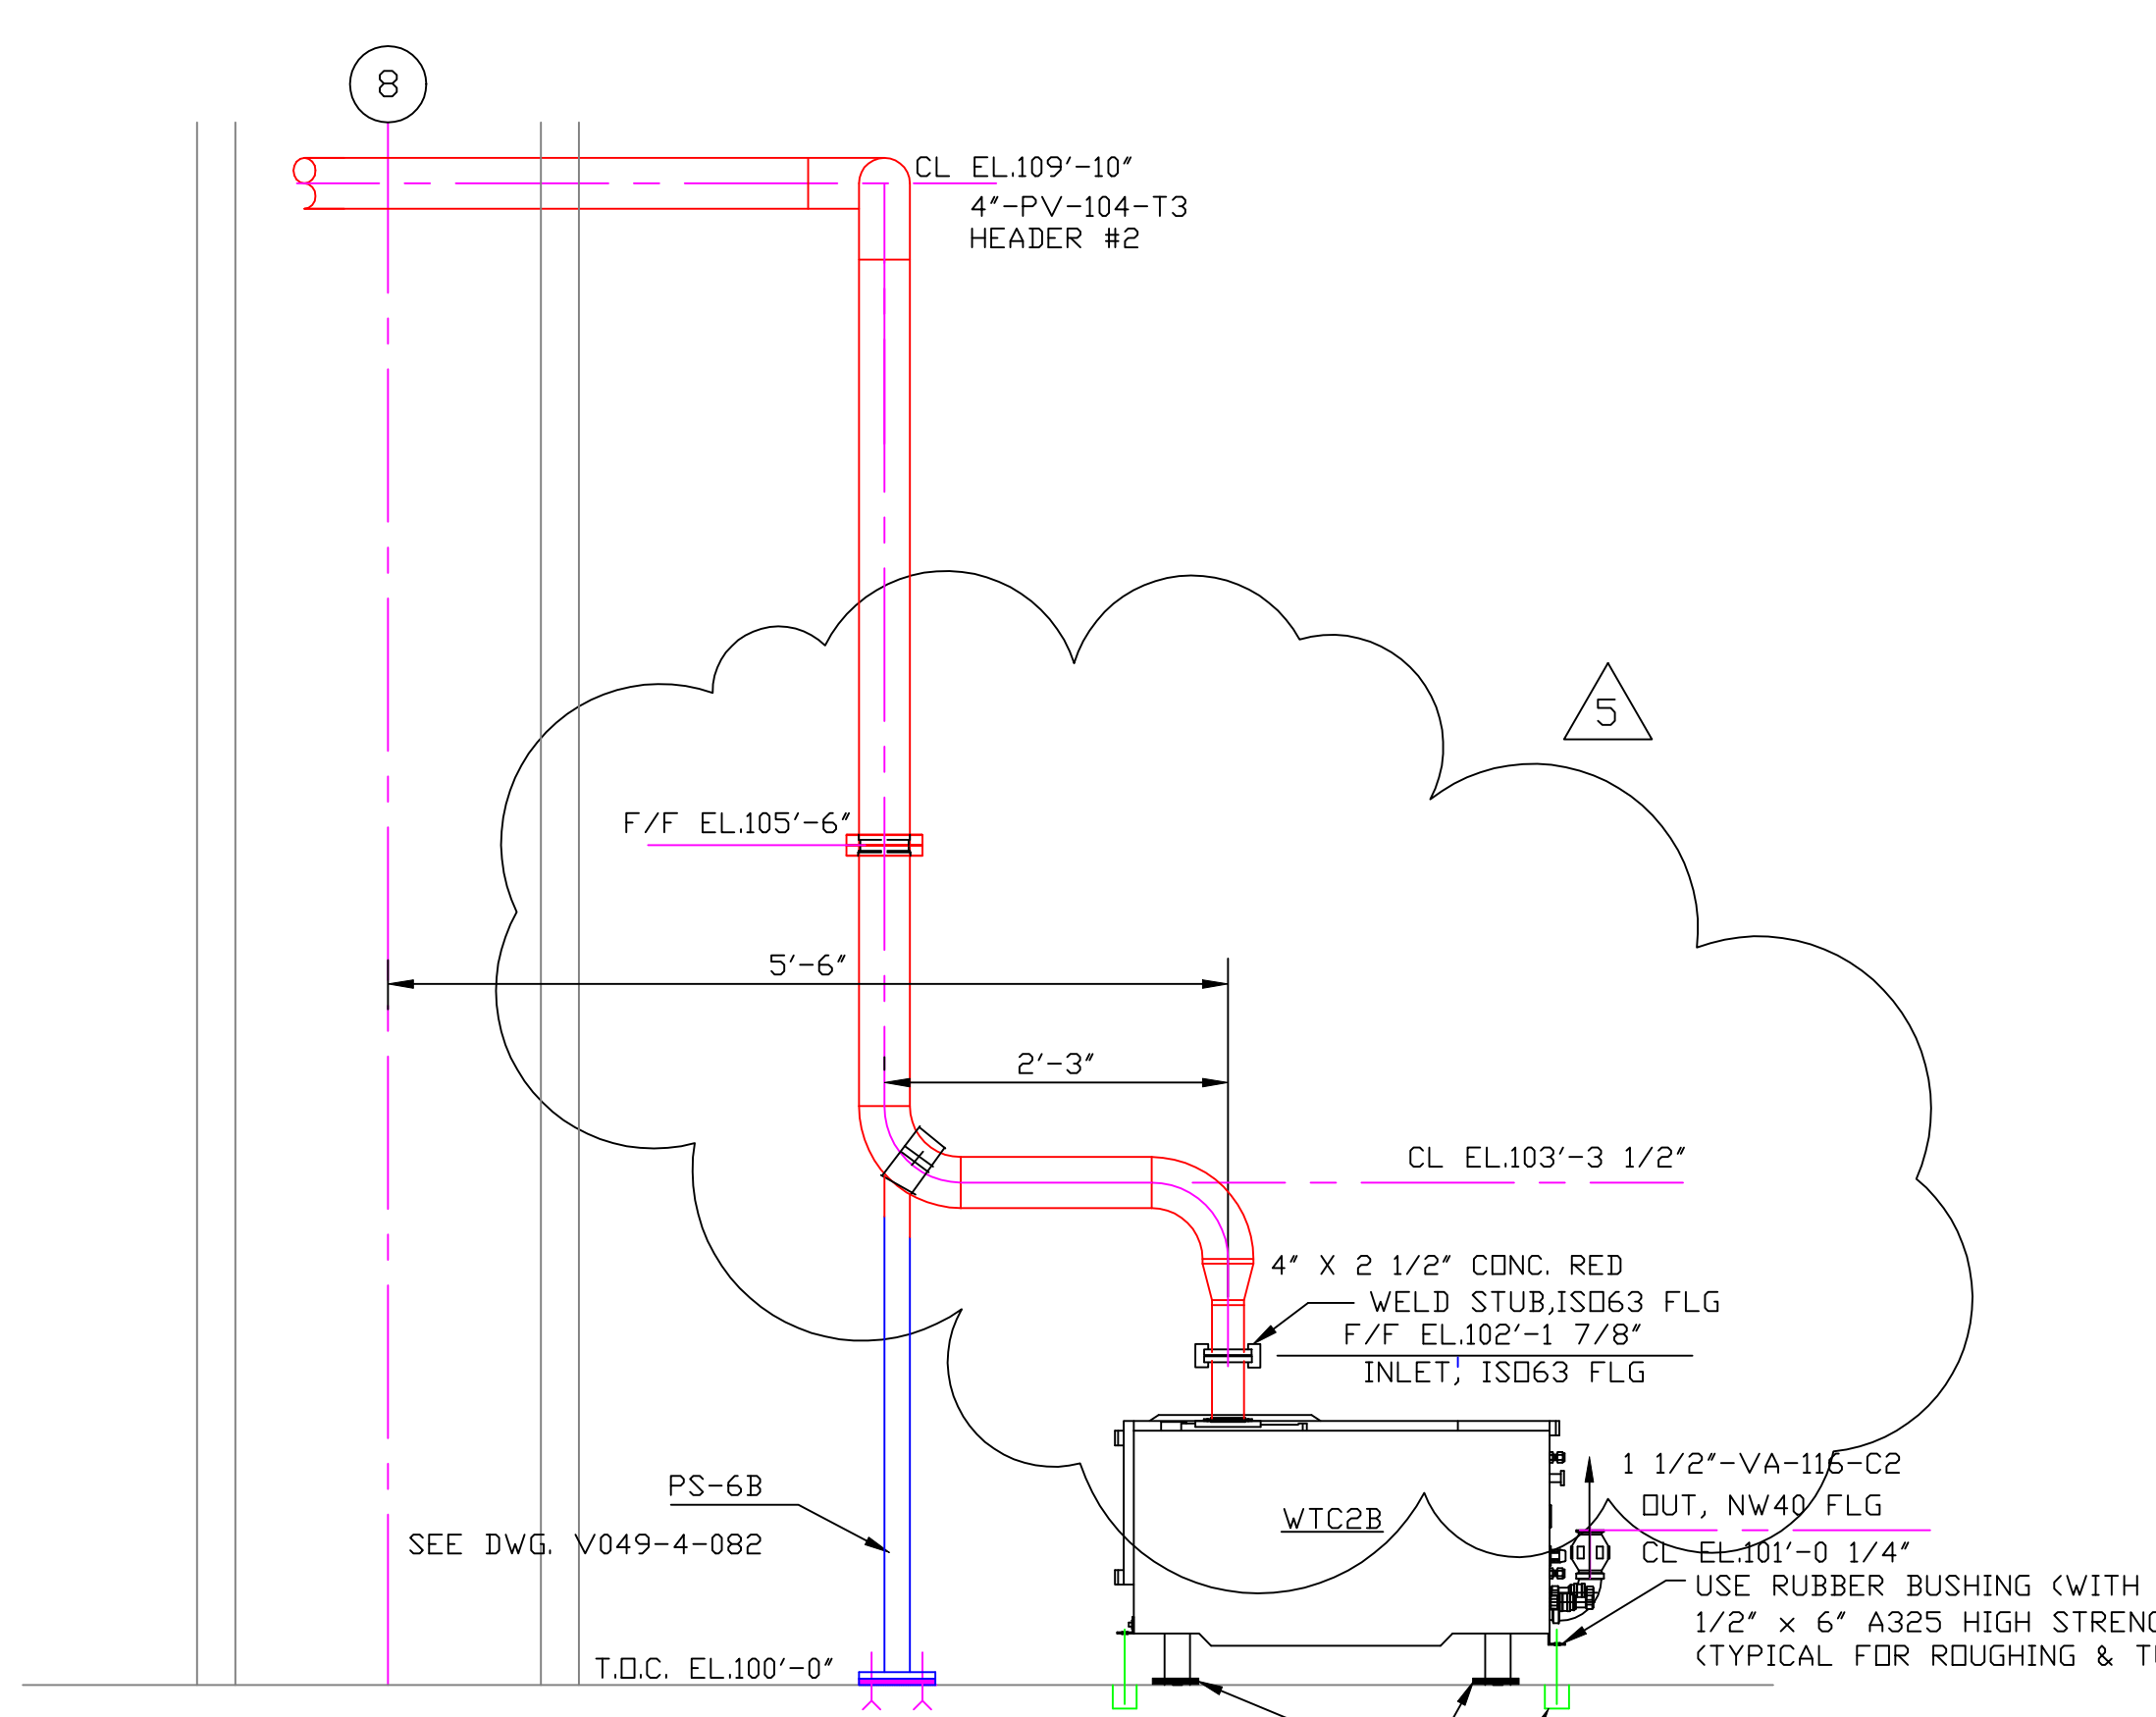 8
CL EL.109'-10"
4"-PV-104-T3
HEADER #2
5
F/F EL.105'-6"
5'-6"
2'-3"
CL EL.103'-3 1/2"
4" X 2 1/2" CONC. RED
WELD STUB,ISO63 FLG
F/F EL.102'-1 7/8"
INLET, ISO63 FLG
1 1/2"-VA-116-C2
OUT, NW40 FLG
PS-6B
WTC2B
SEE DWG. V049-4-082
CL EL.101'-0 1/4"
USE RUBBER BUSHING (WITH
1/2" x 6" A325 HIGH
(TYPICAL FOR ROUGHING &
T.O.C. EL.100'-0"